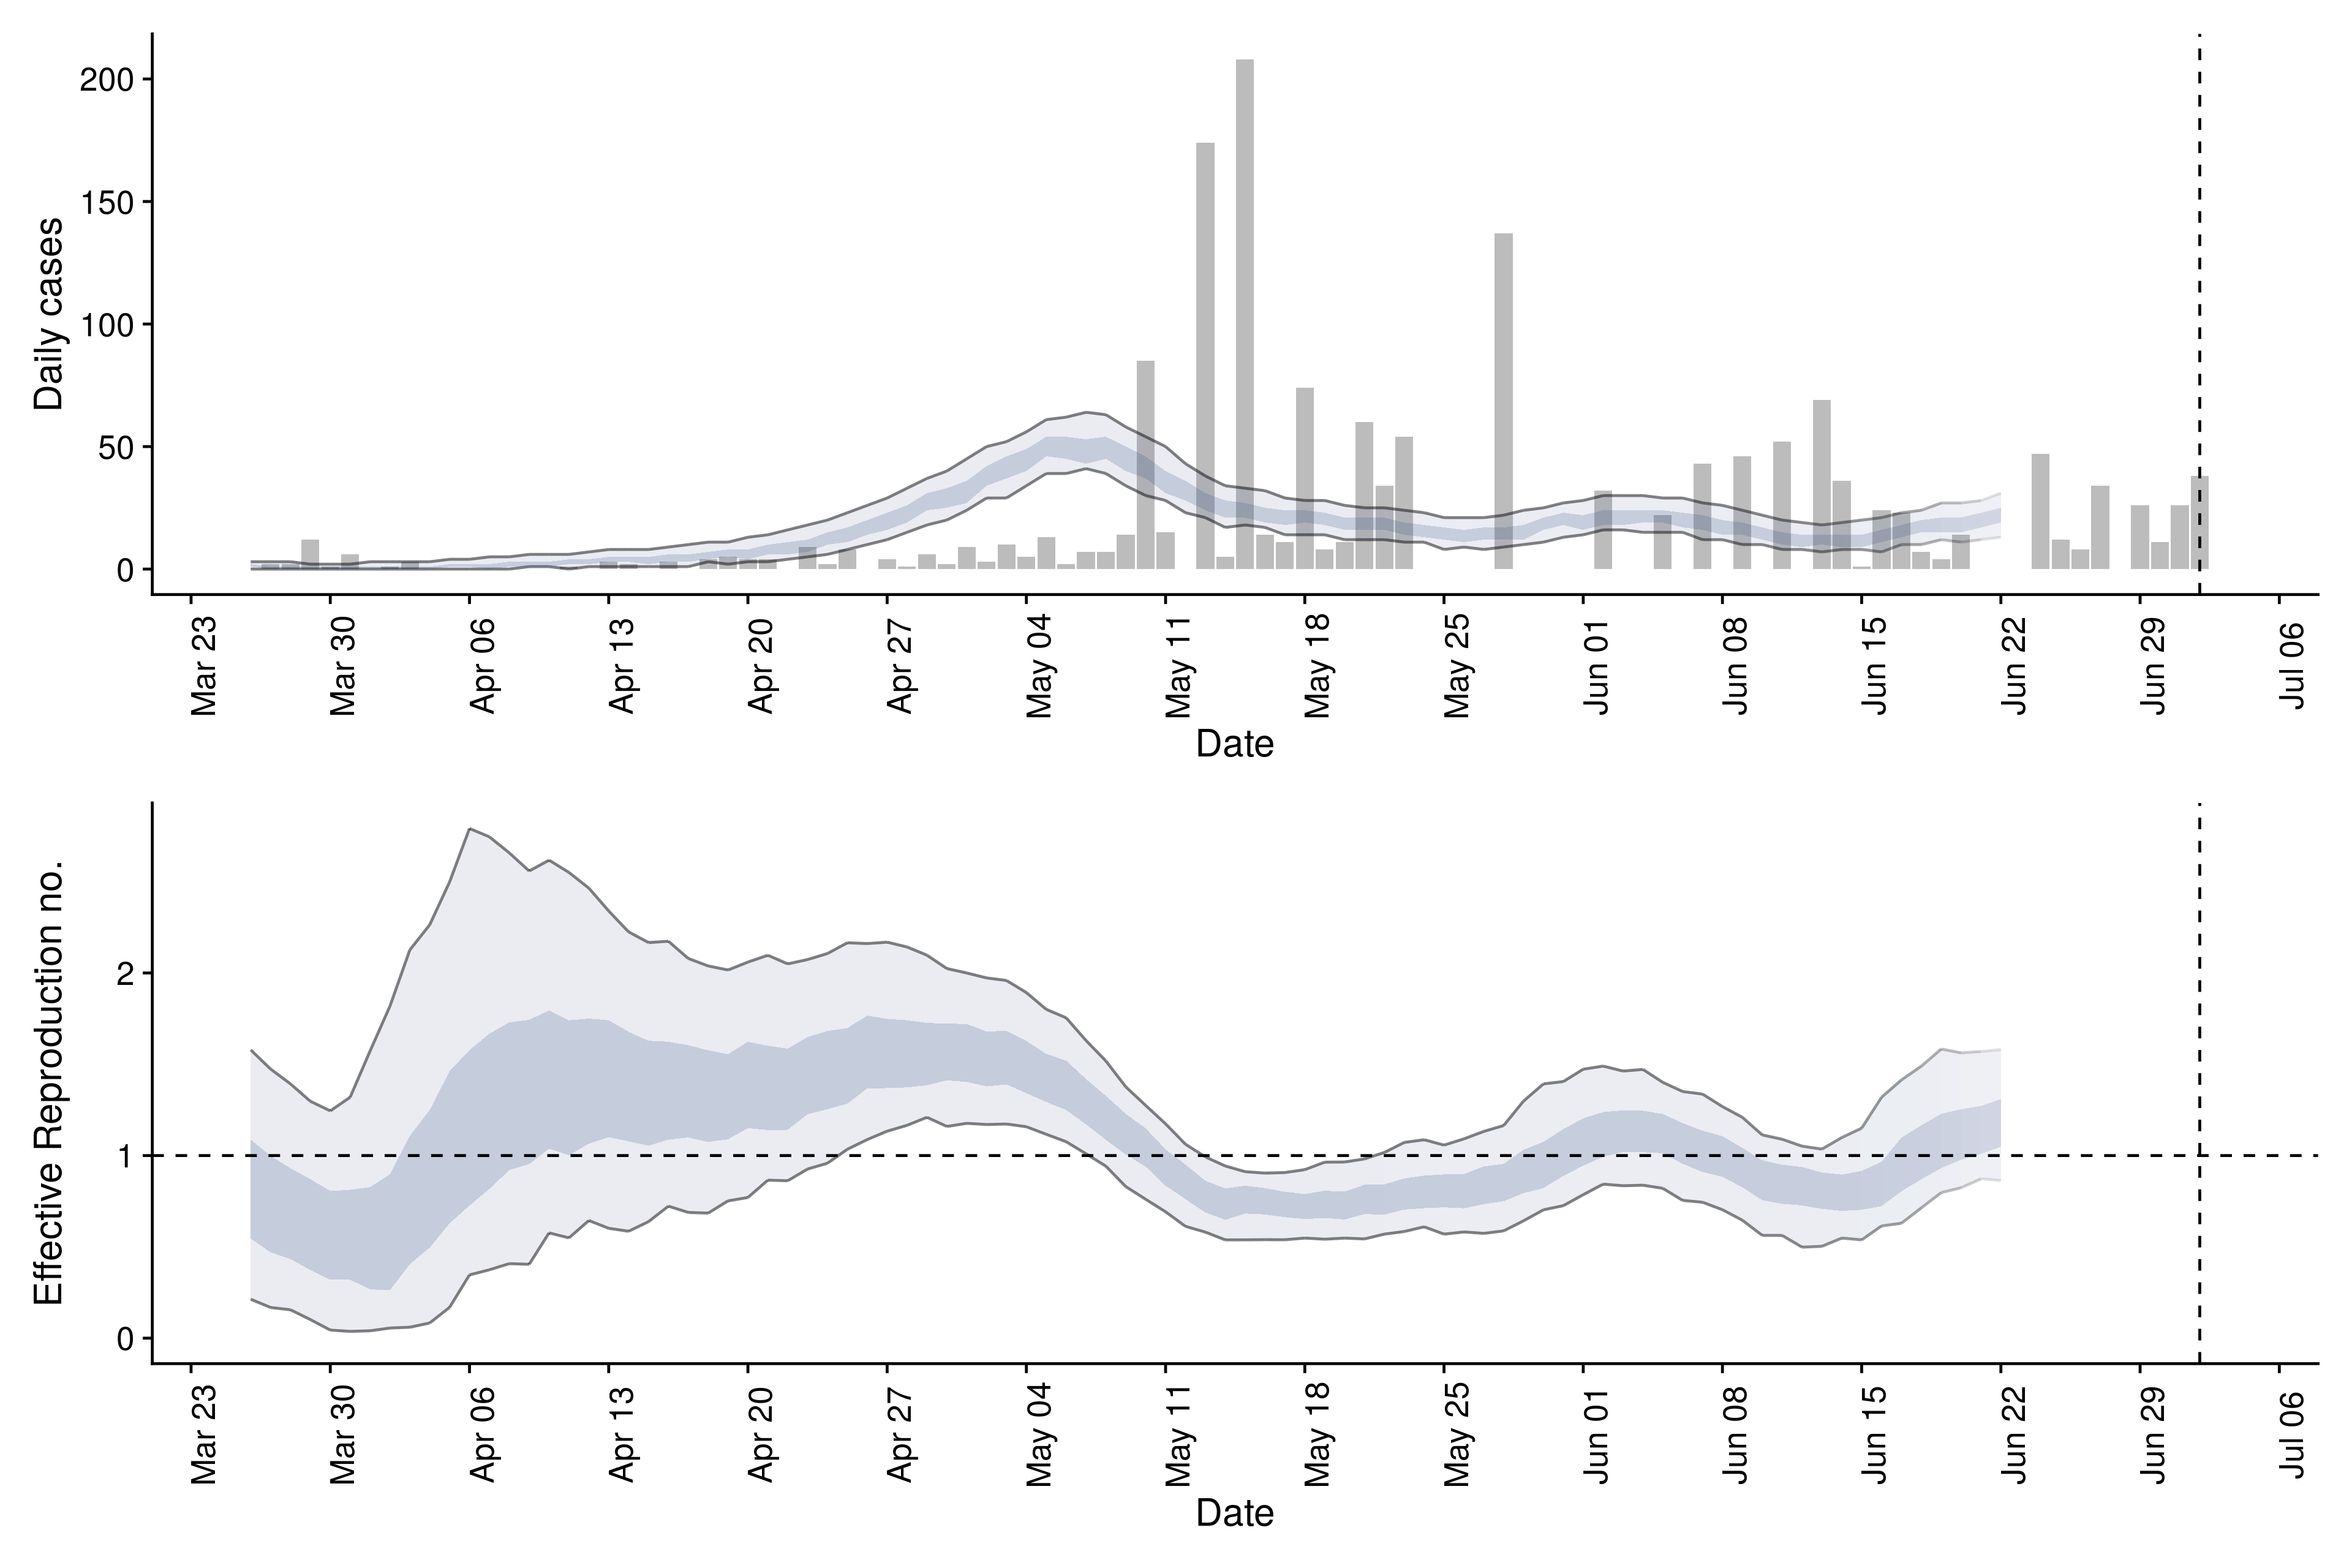 Daily cases
200
150
100
50
0
Mar 23
Mar 30
Apr 06
Apr 13
Apr 20
Apr 27
May 04
May 11
May 18
May 25
Jun 01
Jun 08
Jun 15
Jun 22
Jun 29
Jul 06
Date
Effective Reproduction no.
2
1
0
Mar 23
Mar 30
Apr 06
Apr 13
Apr 20
Apr 27
May 04
May 11
May 18
May 25
Jun 01
Jun 08
Jun 15
Jun 22
Jun 29
Jul 06
Date